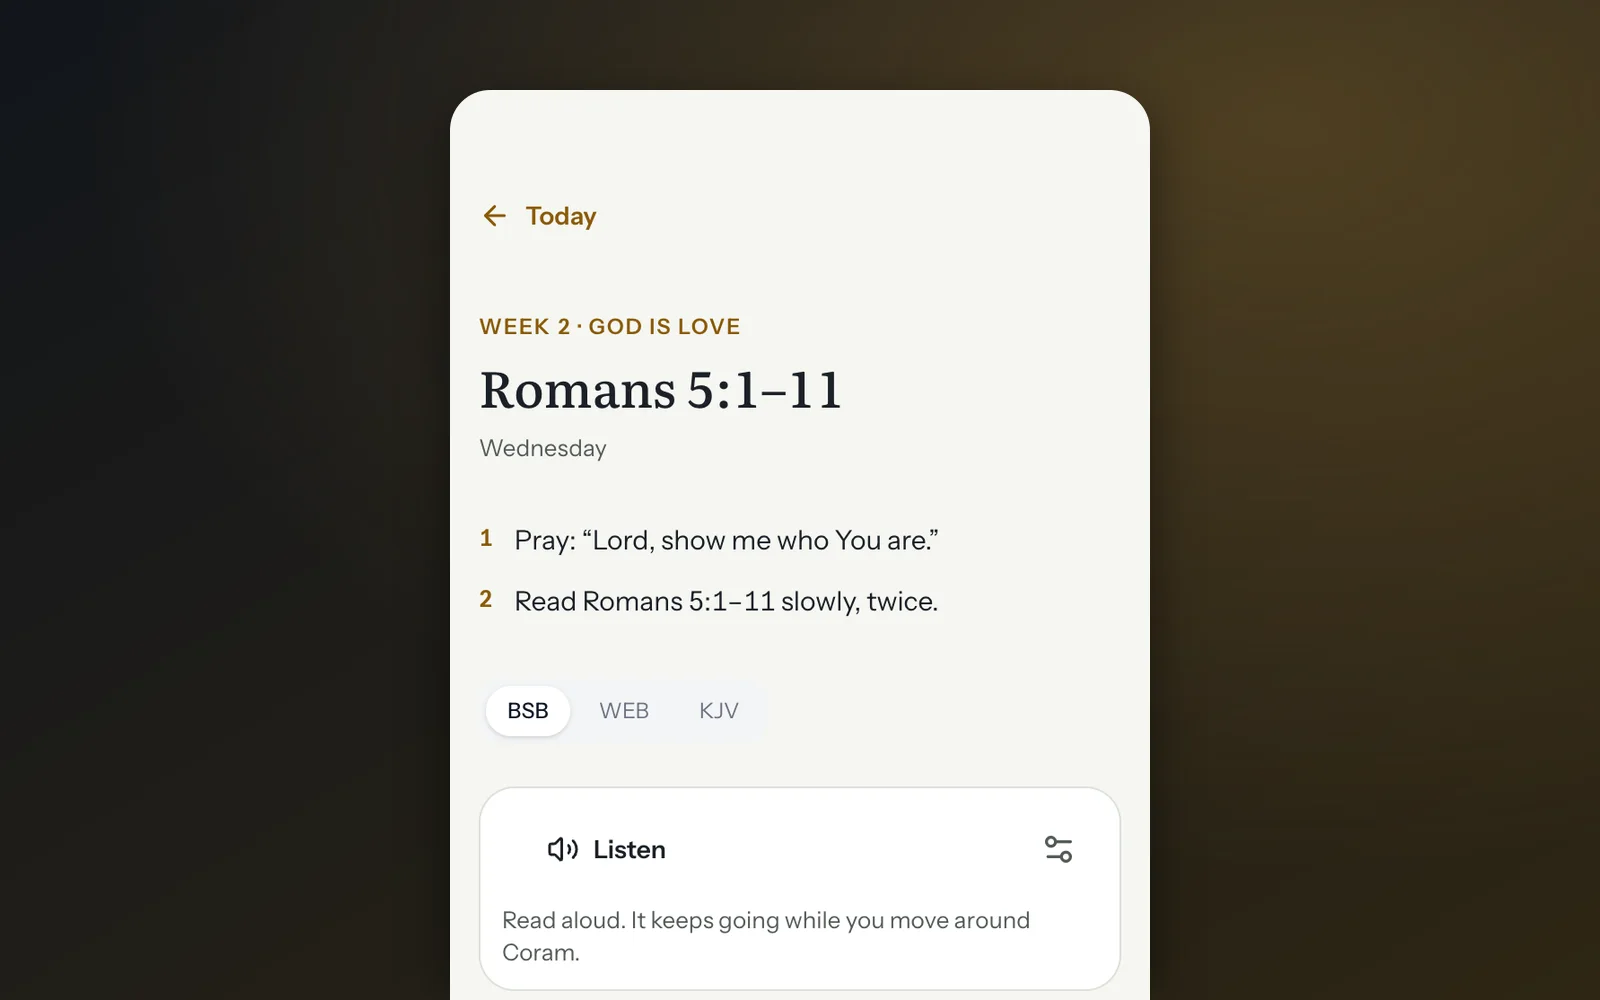 Today
WEEK 2 · GOD IS LOVE
Romans 5:1–11
Wednesday
1 Pray: “Lord, show me who You are.”
2 Read Romans 5:1–11 slowly, twice.
BSB WEB KJV
Listen
Read aloud. It keeps going while you move around
Coram.